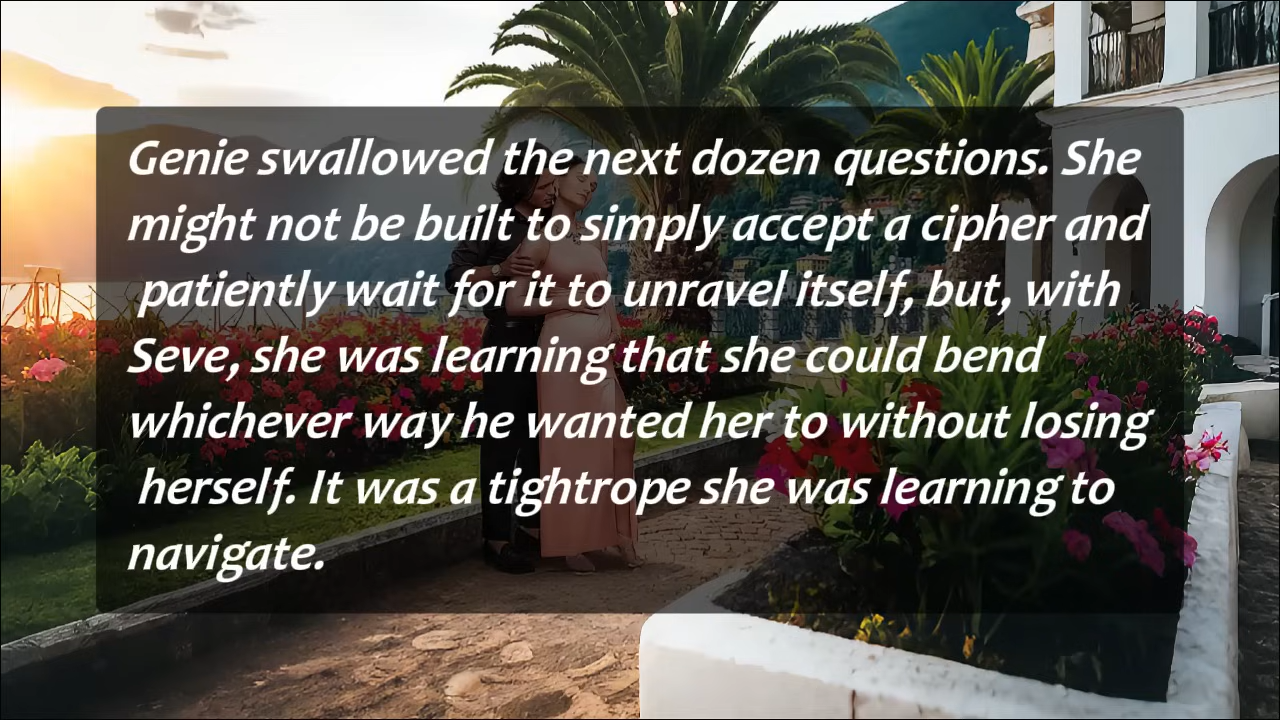 Genie swallowed the next dozen questions. She
might not be built to simply accept a cipher and
patiently wait for it to unravel itself, but, with
Seve, she was learning that she could bend
whichever way he wanted her to without losing
herself. It was a tightrope she was learning to
navigate.